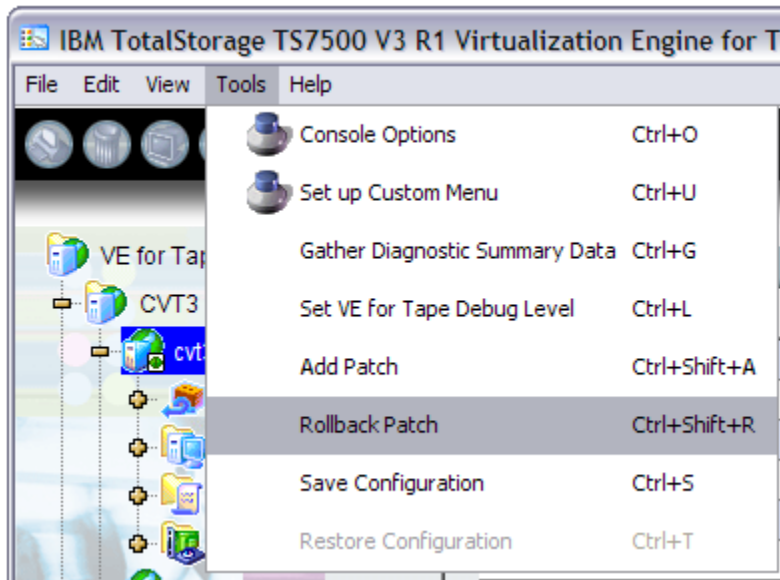 IBM TotalStorage TS7500 V3 R1 Virtualization Engine for T
File Edit View Tools Help
Console Options Ctrl+O
Set up Custom Menu Ctrl+U
Gather Diagnostic Summary Data Ctrl+G
VE for Tap
Set VE for Tape Debug Level Ctrl+L
CVT3
cvt
Add Patch Ctrl+Shift+A
Rollback Patch Ctrl+Shift+R
Save Configuration Ctrl+S
Restore Configuration Ctrl+T